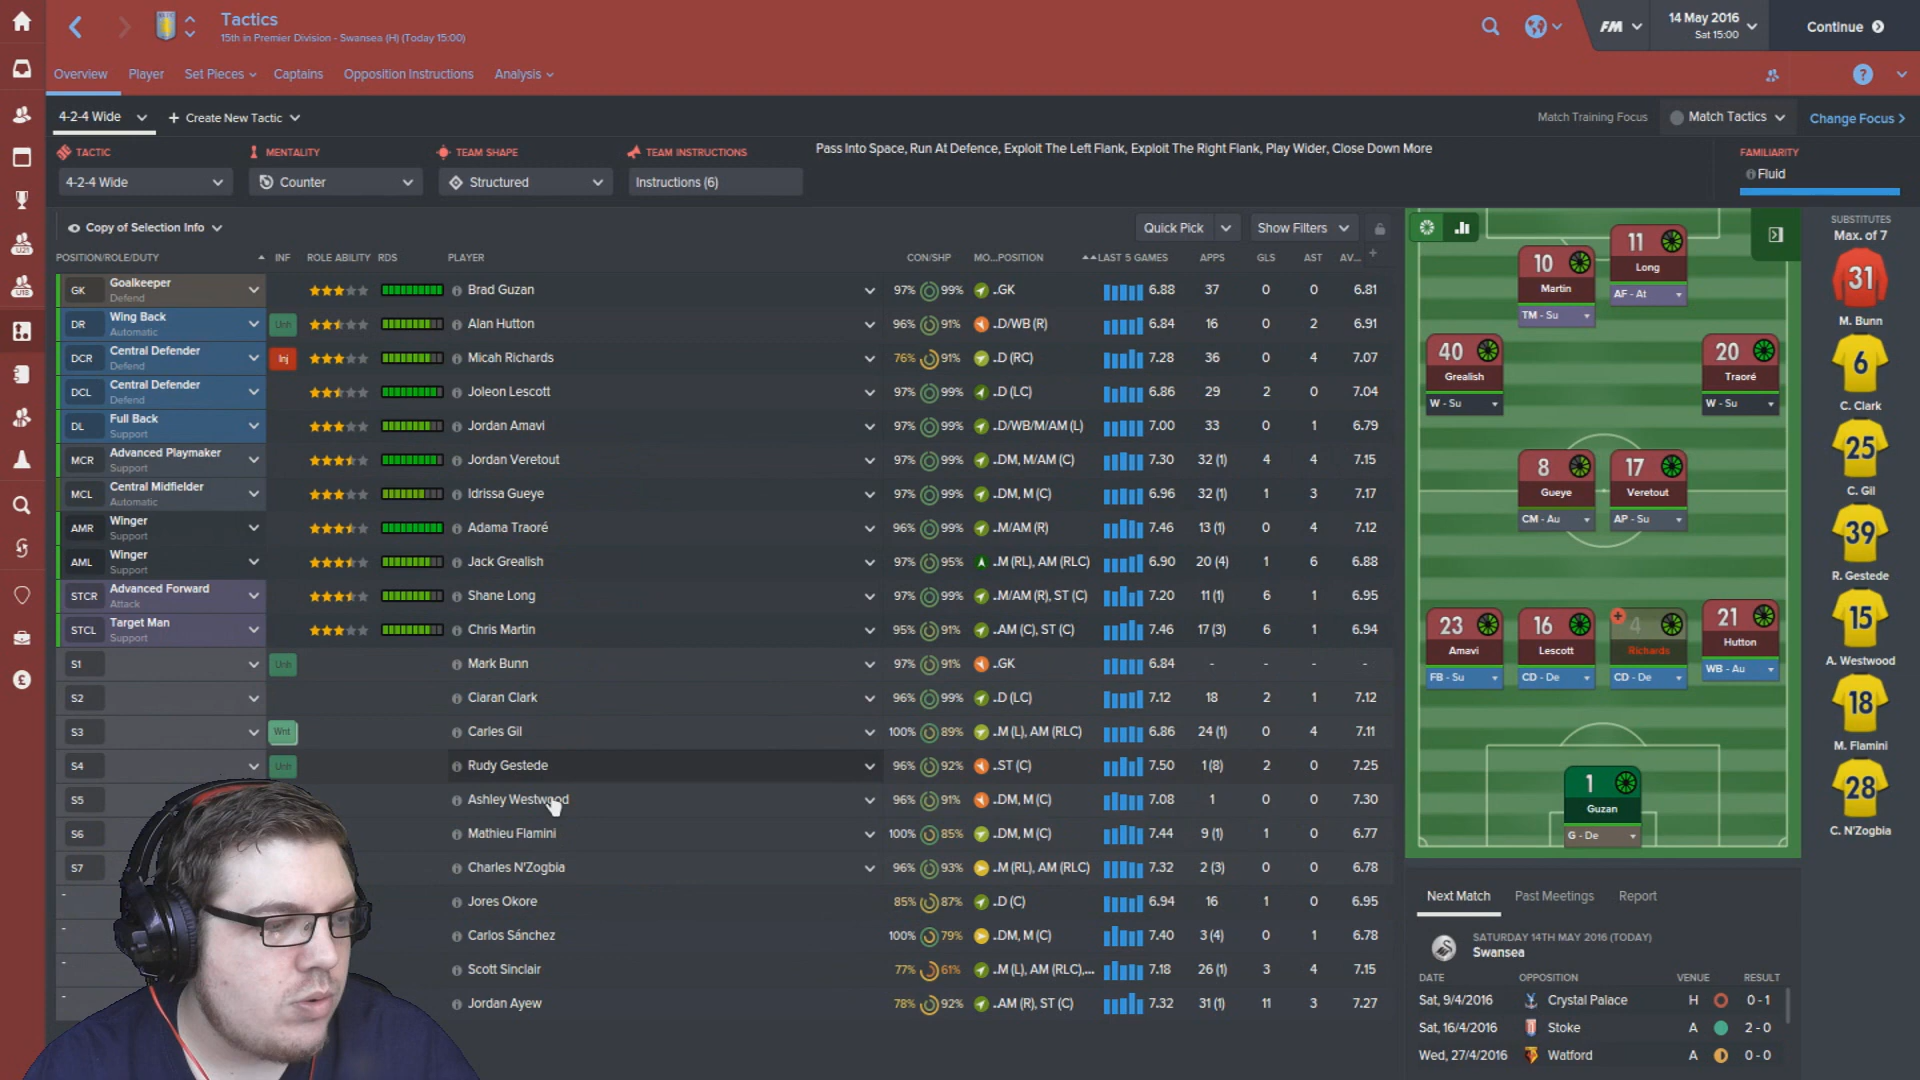 Tactics
15th in Premier Division - Swansea (H) (Today 15:00)
FM
14 May 2016
Sat 15:00
Continue
Overview Player Set Pieces Captains Opposition Instructions Analysis
?
4-2-4 Wide + Create New Tactic Match Training Focus Match Tactics Change Focus >
TACTIC MENTALITY TEAM SHAPE TEAM INSTRUCTIONS
Pass Into Space, Run At Defence, Exploit The Left Flank, Exploit The Right Flank, Play Wider, Close Down More
FAMILIARITY
Fluid
4-2-4 Wide Counter Structured Instructions (6)
Copy of Selection Info Quick Pick Show Filters
POSITION/ROLE/DUTY INF ROLE ABILITY RDS PLAYER CON/SHP MO... POSITION LAST 5 GAMES APPS GLS AST AV...
GK Goalkeeper Defend Brad Guzan 97% 99% ..GK 6.88 37 0 0 6.81
DR Wing Back Automatic Unh Alan Hutton 96% 91% ..D/WB (R) 6.84 16 0 2 6.91
DCR Central Defender Defend Inj Micah Richards 76% 91% ..D (RC) 7.28 36 0 4 7.07
DCL Central Defender Defend Joleon Lescott 97% 99% ..D (LC) 6.86 29 2 0 7.04
DL Full Back Support Jordan Amavi 97% 99% ..D/WB/M/AM (L) 7.00 33 0 1 6.79
MCR Advanced Playmaker Support Jordan Veretout 97% 99% ..DM, M/AM (C) 7.30 32 (1) 4 4 7.15
MCL Central Midfielder Automatic Idrissa Gueye 97% 99% ..DM, M (C) 6.96 32 (1) 1 3 7.17
AMR Winger Support Adama Traoré 96% 99% ..M/AM (R) 7.46 13 (1) 0 4 7.12
AML Winger Support Jack Grealish 97% 95% ..M (RL), AM (RLC) 6.90 20 (4) 1 6 6.88
STCR Advanced Forward Attack Shane Long 97% 99% ..M/AM (R), ST (C) 7.20 11 (1) 6 1 6.95
STCL Target Man Support Chris Martin 95% 91% ..AM (C), ST (C) 7.46 17 (3) 6 1 6.94
S1 Unh Mark Bunn 97% 91% ..GK 6.84 - - - -
S2 Ciaran Clark 96% 99% ..D (LC) 7.12 18 2 1 7.12
S3 Wnt Carles Gil 100% 89% ..M (L), AM (RLC) 6.86 24 (1) 0 4 7.11
S4 Unh Rudy Gestede 96% 92% ..ST (C) 7.50 1 (8) 2 0 7.25
S5 Ashley Westwood 96% 91% ..DM, M (C) 7.08 1 0 0 7.30
S6 Mathieu Flamini 100% 85% ..DM, M (C) 7.44 9 (1) 1 0 6.77
S7 Charles N'Zogbia 96% 93% ..M (RL), AM (RLC) 7.32 2 (3) 0 0 6.78
- Jores Okore 85% 87% ..D (C) 6.94 16 1 0 6.95
- Carlos Sánchez 100% 79% ..DM, M (C) 7.40 3 (4) 0 1 6.78
- Scott Sinclair 77% 61% ..M (L), AM (RLC),... 7.18 26 (1) 3 4 7.15
- Jordan Ayew 78% 92% ..AM (R), ST (C) 7.32 31 (1) 11 3 7.27
11
Long
AF - At
10
Martin
TM - Su
40
Grealish
W - Su
20
Traoré
W - Su
8
Gueye
CM - Au
17
Veretout
AP - Su
23
Amavi
FB - Su
16
Lescott
CD - De
4
Richards
CD - De
21
Hutton
WB - Au
1
Guzan
G - De
SUBSTITUTES
Max. of 7
31
M. Bunn
6
C. Clark
25
C. Gil
39
R. Gestede
15
A. Westwood
18
M. Flamini
28
C. N'Zogbia
Next Match Past Meetings Report
SATURDAY 14TH MAY 2016 (TODAY)
Swansea
DATE OPPOSITION VENUE RESULT
Sat, 9/4/2016 Crystal Palace H 0-1
Sat, 16/4/2016 Stoke A 2-0
Wed, 27/4/2016 Watford A 0-0